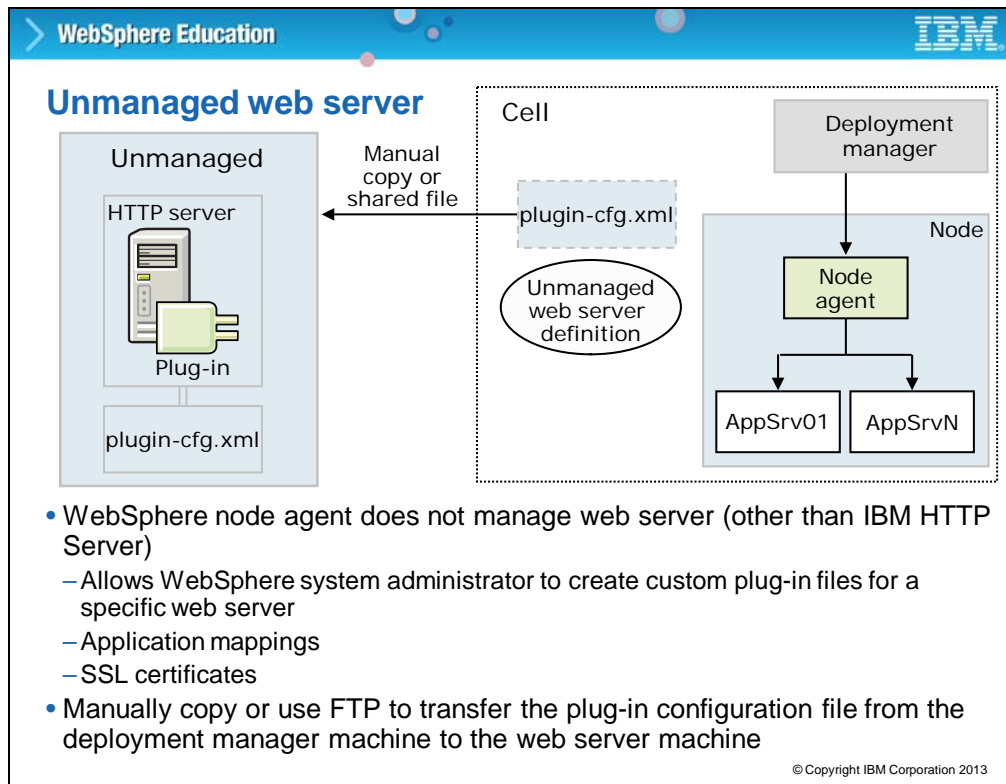 WebSphere Education
IBM
Unmanaged web server
Unmanaged
HTTP server
Plug-in
plugin-cfg.xml
Manual
copy or
shared file
Cell
plugin-cfg.xml
Unmanaged
web server
definition
Deployment
manager
Node
Node
agent
AppSrv01
AppSrvN
• WebSphere node agent does not manage web server (other than IBM HTTP
Server)
– Allows WebSphere system administrator to create custom plug-in files for a
specific web server
– Application mappings
– SSL certificates
• Manually copy or use FTP to transfer the plug-in configuration file from the
deployment manager machine to the web server machine
© Copyright IBM Corporation 2013